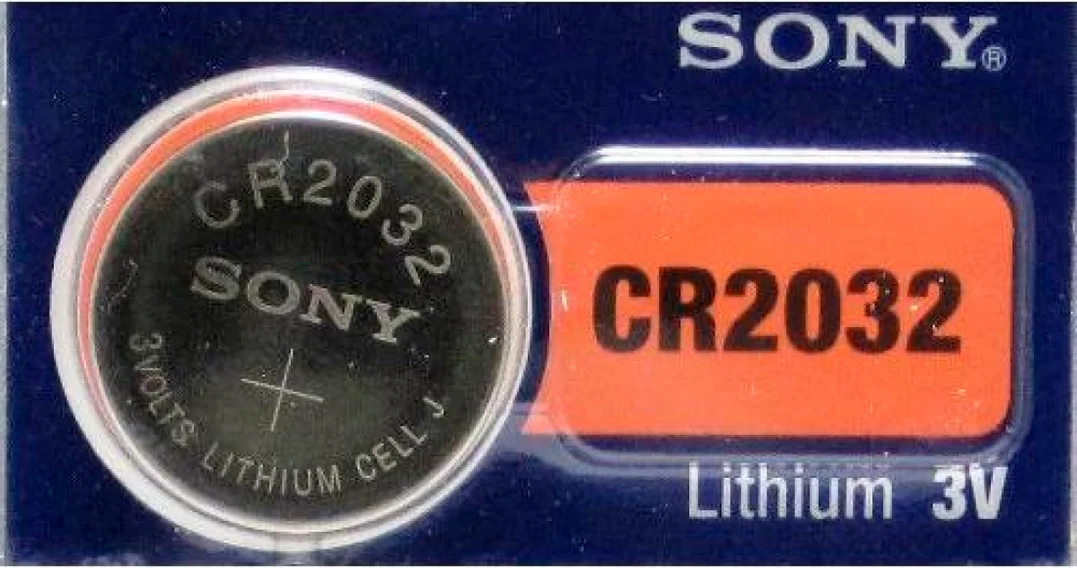 SONY®
CR2032
SONY
3VOLTS LITHIUM CELL J
+
CR2032
Lithium 3V